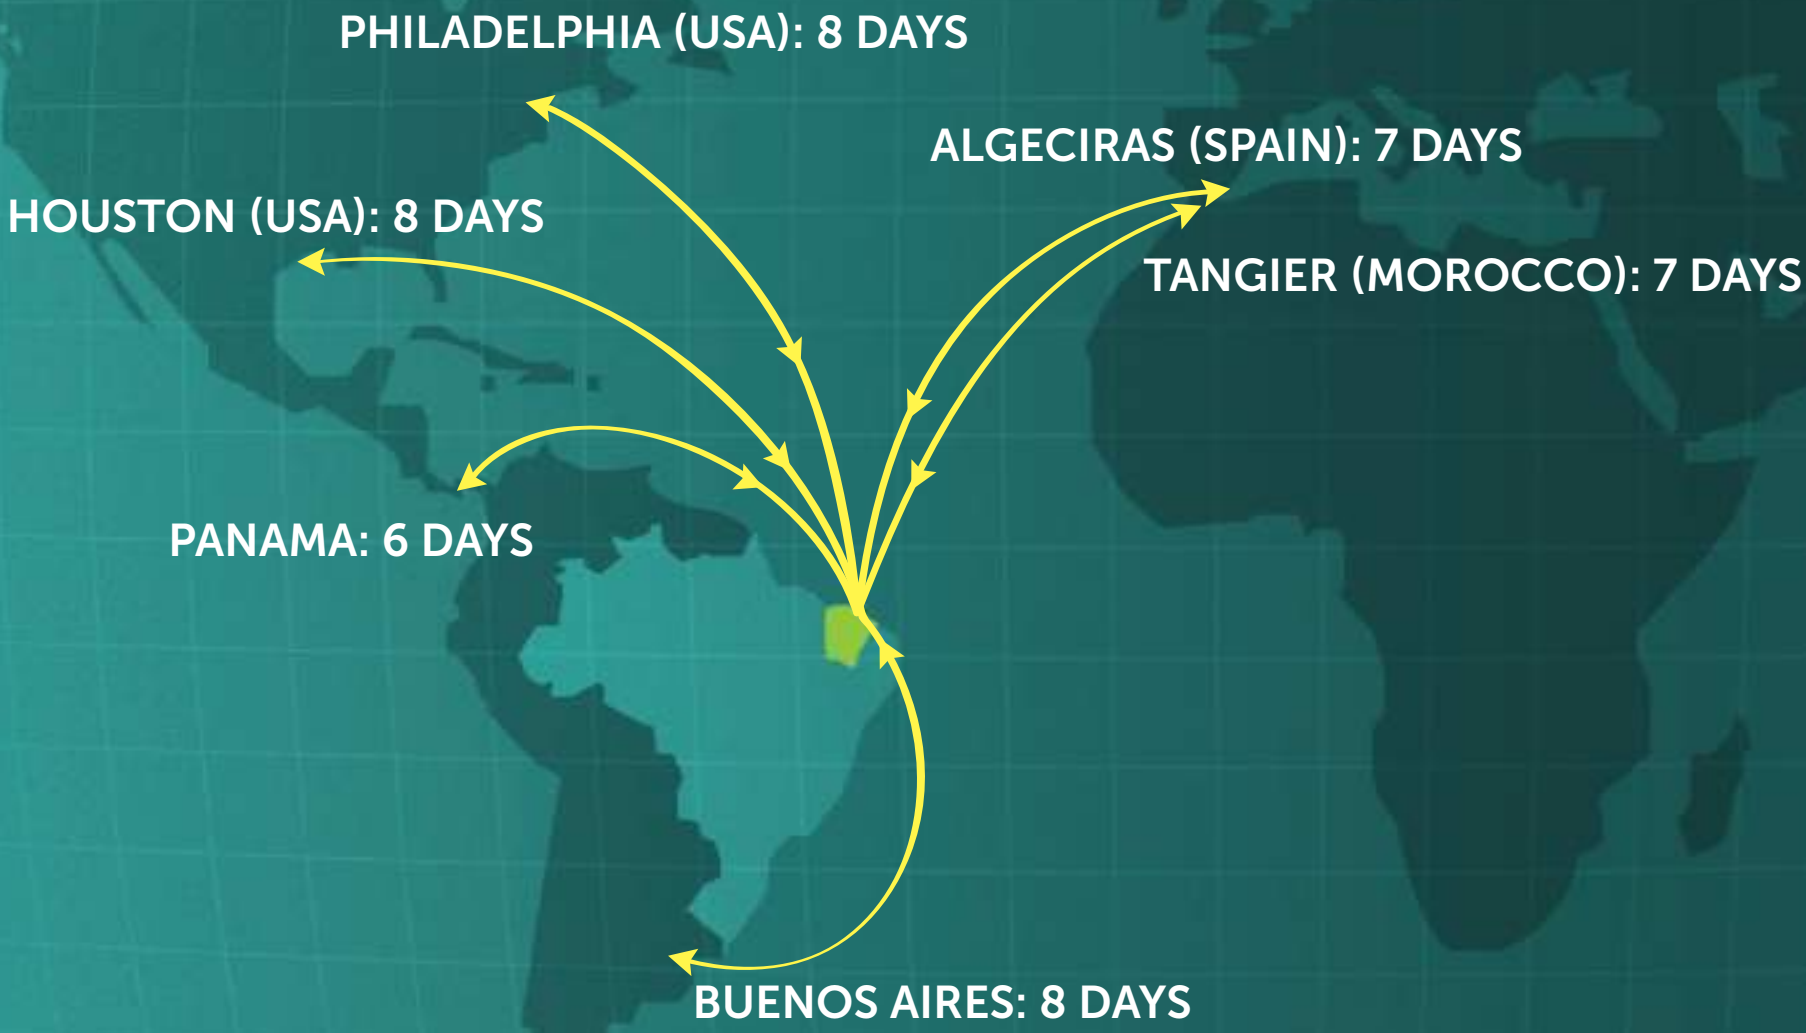 PHILADELPHIA (USA): 8 DAYS
ALGECIRAS (SPAIN): 7 DAYS
HOUSTON (USA): 8 DAYS
TANGIER (MOROCCO): 7 DAYS
PANAMA: 6 DAYS
BUENOS AIRES: 8 DAYS